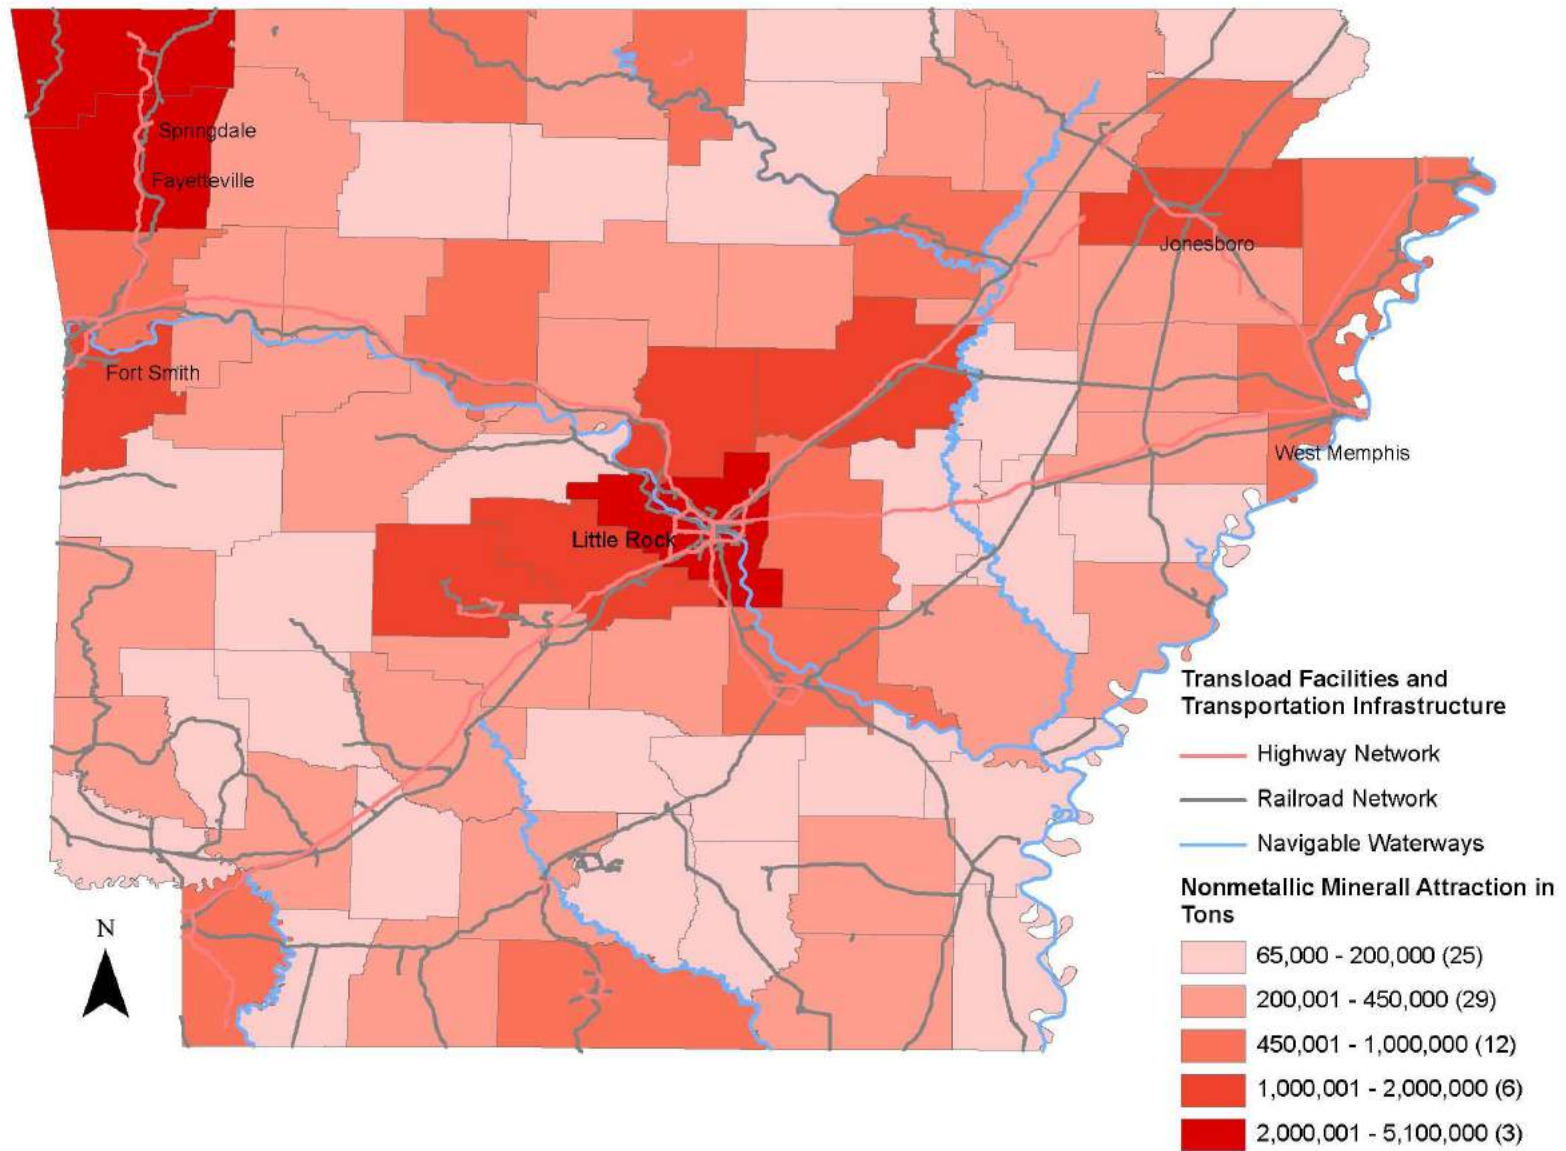 Springdale
Fayetteville
Jonesboro
Fort Smith
West Memphis
Little Rock
Transload Facilities and
Transportation Infrastructure
Highway Network
Railroad Network
Navigable Waterways
Nonmetallic Minerall Attraction in
Tons
N
65,000 - 200,000 (25)
200,001 - 450,000 (29)
450,001 - 1,000,000 (12)
1,000,001 - 2,000,000 (6)
2,000,001 - 5,100,000 (3)